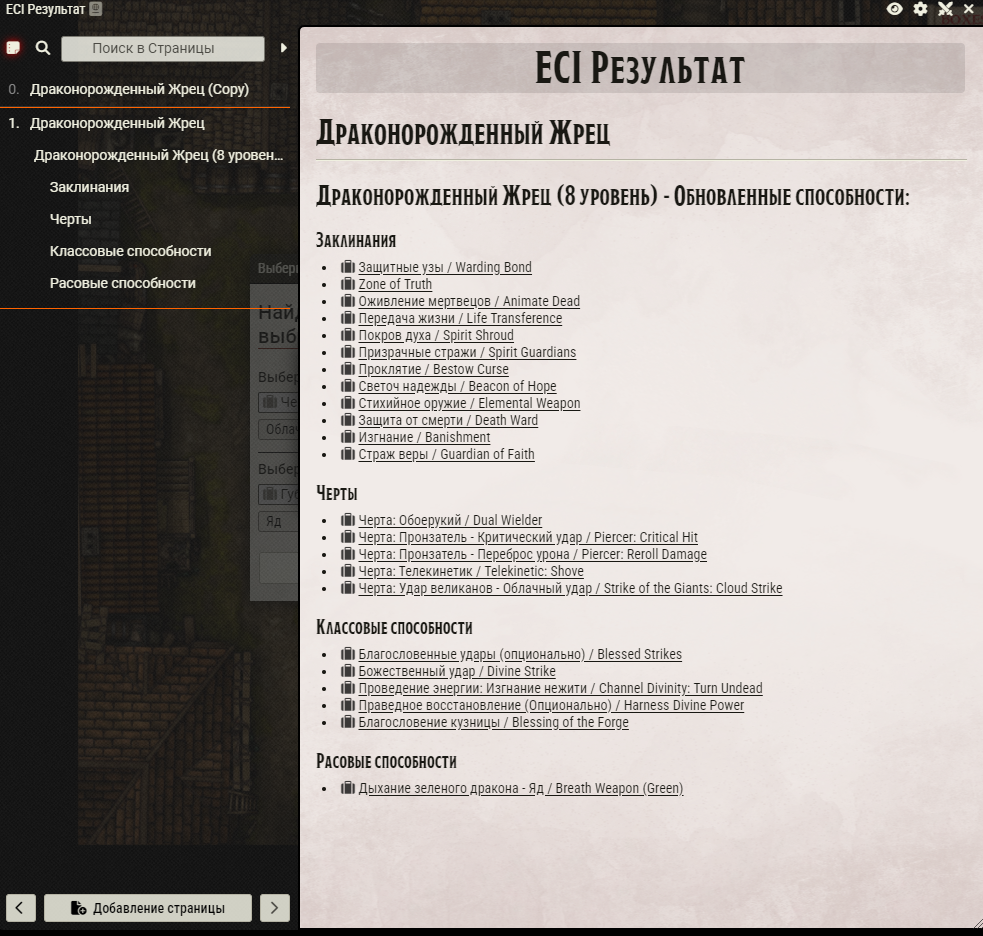 ECI Результат
Поиск в Страницы
0. Драконорожденный Жрец (Copy)
1. Драконорожденный Жрец
Драконорожденный Жрец (8 уровен...
Заклинания
Черты
Классовые способности
Расовые способности
Выбер
Най
выб
Выбер
Че
Обла
Выбер
Гу
Яд
Добавление страницы
ECI Результат
Драконорожденный Жрец
Драконорожденный Жрец (8 уровень) - Обновленные способности:
Заклинания
Защитные узы / Warding Bond
Zone of Truth
Оживление мертвецов / Animate Dead
Передача жизни / Life Transference
Покров духа / Spirit Shroud
Призрачные стражи / Spirit Guardians
Проклятие / Bestow Curse
Светоч надежды / Beacon of Hope
Стихийное оружие / Elemental Weapon
Защита от смерти / Death Ward
Изгнание / Banishment
Страж веры / Guardian of Faith
Черты
Черта: Обоерукий / Dual Wielder
Черта: Пронзатель - Критический удар / Piercer: Critical Hit
Черта: Пронзатель - Переброс урона / Piercer: Reroll Damage
Черта: Телекинетик / Telekinetic: Shove
Черта: Удар великанов - Облачный удар / Strike of the Giants: Cloud Strike
Классовые способности
Благословенные удары (опционально) / Blessed Strikes
Божественный удар / Divine Strike
Проведение энергии: Изгнание нежити / Channel Divinity: Turn Undead
Праведное восстановление (Опционально) / Harness Divine Power
Благословение кузницы / Blessing of the Forge
Расовые способности
Дыхание зеленого дракона - Яд / Breath Weapon (Green)